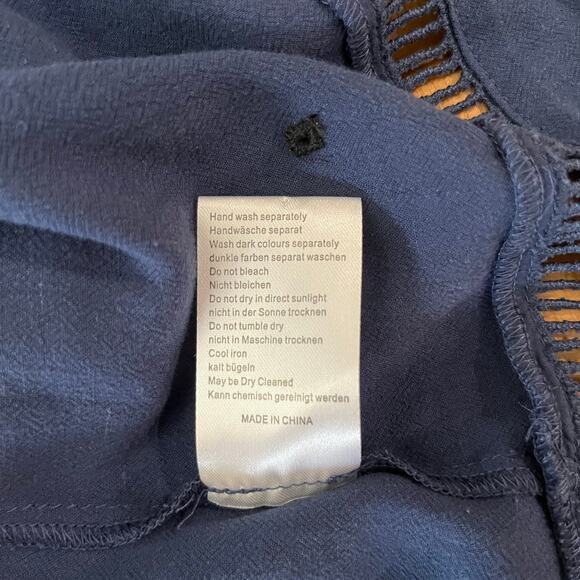 Hand wash separately
Handwäsche separat
Wash dark colours separately
dunkle farben separat waschen
Do not bleach
Nicht bleichen
Do not dry in direct sunlight
nicht in der Sonne trocknen
Do not tumble dry
nicht in Maschine trocknen
Cool iron
kalt bügeln
May be Dry Cleaned
Kann chemisch gereinigt werden
MADE IN CHINA